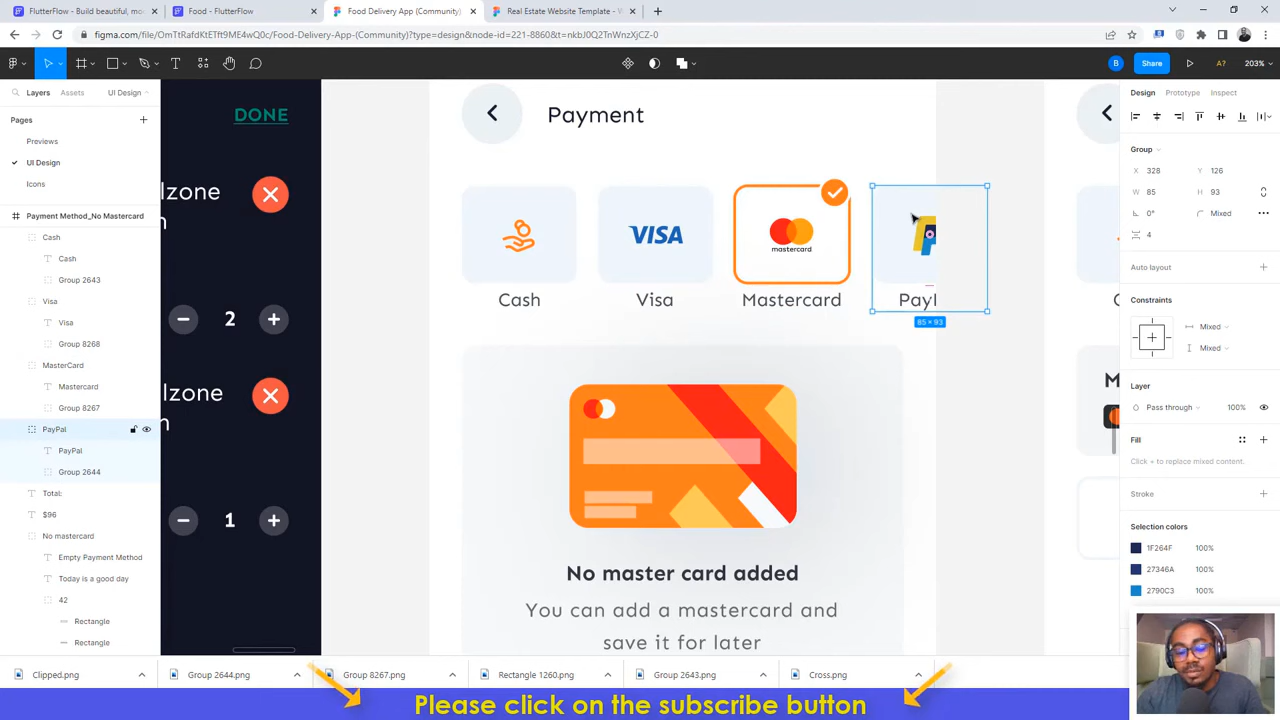 FlutterFlow - Build beautiful, mod
Food - FlutterFlow
Food Delivery App (Community)
Real Estate Website Template - W
figma.com/file/OmTtRafdKtETft9ME4wQ0c/Food-Delivery-App-(Community)?type=design&node-id=221-8860&t=nkbJ0Q2TnWnzXjCZ-0
B
Share
A?
203%
Layers
Assets
UI Design
Pages
Previews
UI Design
Icons
Payment Method_No Mastercard
Cash
Cash
Group 2643
Visa
Visa
Group 8268
MasterCard
Mastercard
Group 8267
PayPal
PayPal
Group 2644
Total:
$96
No mastercard
Empty Payment Method
Today is a good day
42
Rectangle
Rectangle
DONE
lzone
2
lzone
1
Payment
VISA
mastercard
Cash
Visa
Mastercard
PayP
85 × 93
No master card added
You can add a mastercard and
save it for later
M
Design
Prototype
Inspect
Group
X 328
Y 126
W 85
H 93
0°
Mixed
4
Auto layout
Constraints
Mixed
Mixed
Layer
Pass through
100%
Fill
Click + to replace mixed content.
Stroke
Selection colors
1F264F 100%
27346A 100%
2790C3 100%
Clipped.png
Group 2644.png
Group 8267.png
Rectangle 1260.png
Group 2643.png
Cross.png
Please click on the subscribe button